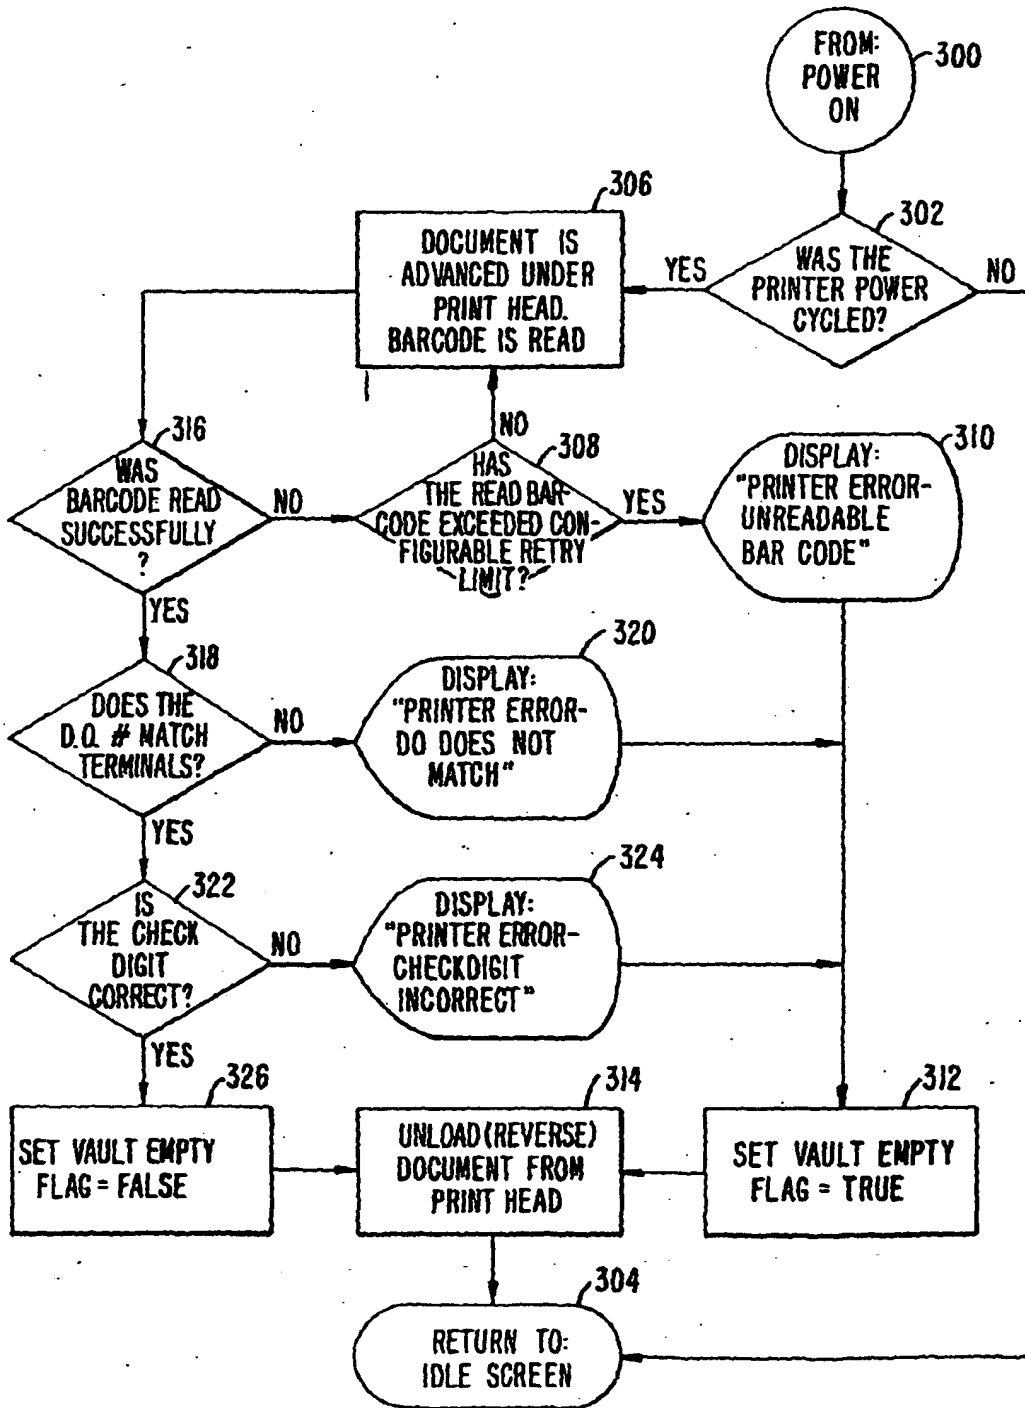 FROM:
POWER
ON
300
302
WAS THE
PRINTER POWER
CYCLED?
YES
NO
306
DOCUMENT IS
ADVANCED UNDER
PRINT HEAD.
BARCODE IS READ
316
WAS
BARCODE READ
SUCCESSFULLY
?
NO
YES
NO
308
HAS
THE READ BAR-
CODE EXCEEDED CON-
FIGURABLE RETRY
LIMIT?
YES
310
DISPLAY:
"PRINTER ERROR-
UNREADABLE
BAR CODE"
318
DOES THE
D.O. # MATCH
TERMINALS?
NO
YES
320
DISPLAY:
"PRINTER ERROR-
DO DOES NOT
MATCH"
322
IS
THE CHECK
DIGIT
CORRECT?
NO
YES
324
DISPLAY:
"PRINTER ERROR-
CHECKDIGIT
INCORRECT"
326
SET VAULT EMPTY
FLAG = FALSE
314
UNLOAD(REVERSE)
DOCUMENT FROM
PRINT HEAD
312
SET VAULT EMPTY
FLAG = TRUE
304
RETURN TO:
IDLE SCREEN